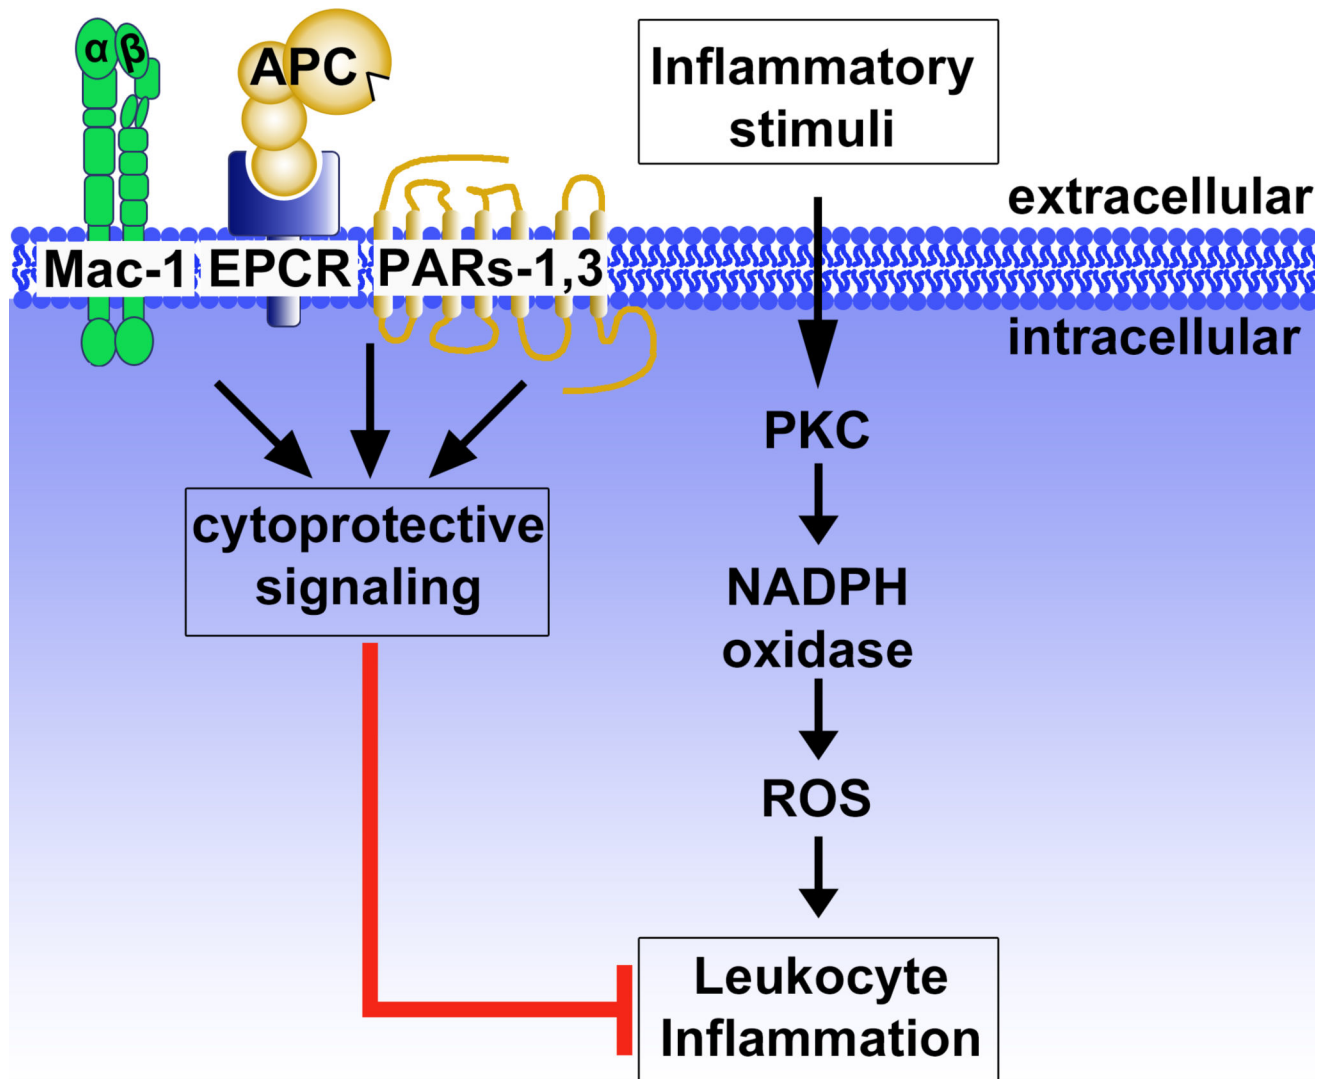 α β
APC
Inflammatory
stimuli
extracellular
Mac-1 EPCR PARs-1,3
intracellular
PKC
cytoprotective
signaling
NADPH
oxidase
ROS
Leukocyte
Inflammation